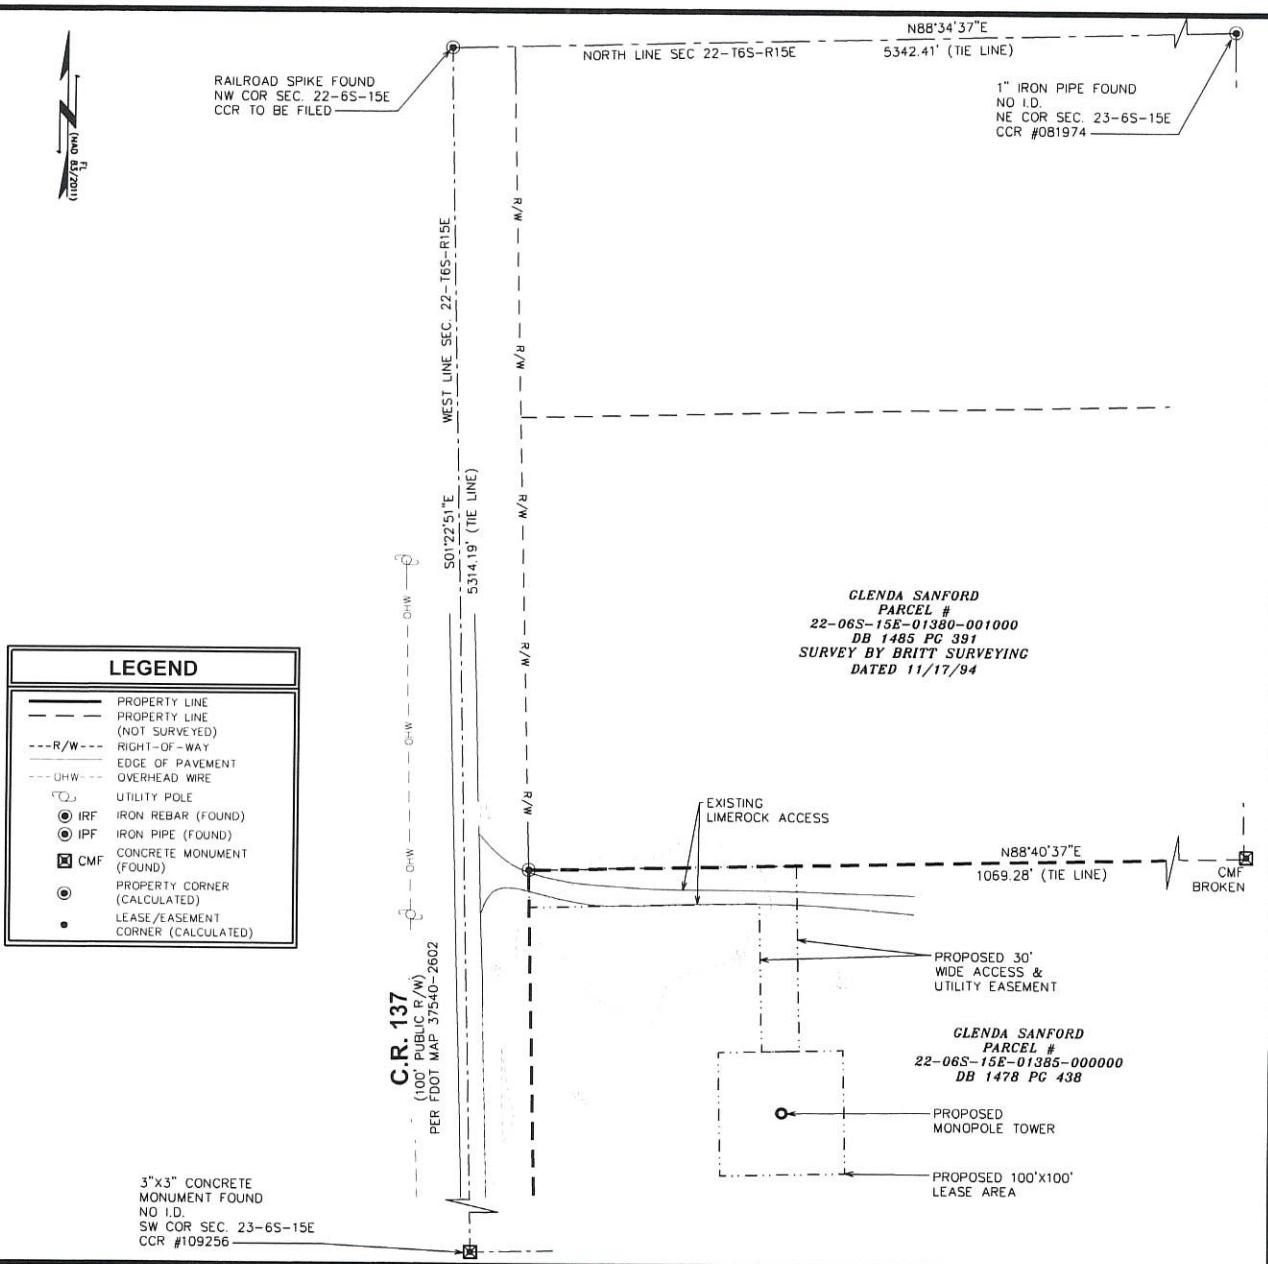 N88°34'37"E
NORTH LINE SEC 22-T6S-R15E
5342.41' (TIE LINE)
RAILROAD SPIKE FOUND
NW COR SEC. 22-6S-15E
CCR TO BE FILED
1" IRON PIPE FOUND
NO I.D.
NE COR SEC. 23-6S-15E
CCR #081974
FL
(NAD 83/2011)
R/W
WEST LINE SEC. 22-T6S-R15E
R/W
S01°22'51"E
5314.19' (TIE LINE)
R/W
OHW
GLENDA SANFORD
PARCEL #
22-06S-15E-01380-001000
DB 1485 PG 391
SURVEY BY BRITT SURVEYING
DATED 11/17/94
R/W
LEGEND
PROPERTY LINE
PROPERTY LINE
(NOT SURVEYED)
---R/W--- RIGHT-OF-WAY
EDGE OF PAVEMENT
---OHW--- OVERHEAD WIRE
UTILITY POLE
IRF IRON REBAR (FOUND)
IPF IRON PIPE (FOUND)
CMF CONCRETE MONUMENT
(FOUND)
PROPERTY CORNER
(CALCULATED)
LEASE/EASEMENT
CORNER (CALCULATED)
OHW
R/W
OHW
EXISTING
LIMEROCK ACCESS
N88°40'37"E
1069.28' (TIE LINE)
CMF
BROKEN
PROPOSED 30'
WIDE ACCESS &
UTILITY EASEMENT
C.R. 137
(100' PUBLIC R/W)
PER FDOT MAP 37540-2602
GLENDA SANFORD
PARCEL #
22-06S-15E-01385-000000
DB 1478 PG 438
PROPOSED
MONOPOLE TOWER
PROPOSED 100'X100'
LEASE AREA
3"X3" CONCRETE
MONUMENT FOUND
NO I.D.
SW COR SEC. 23-6S-15E
CCR #109256